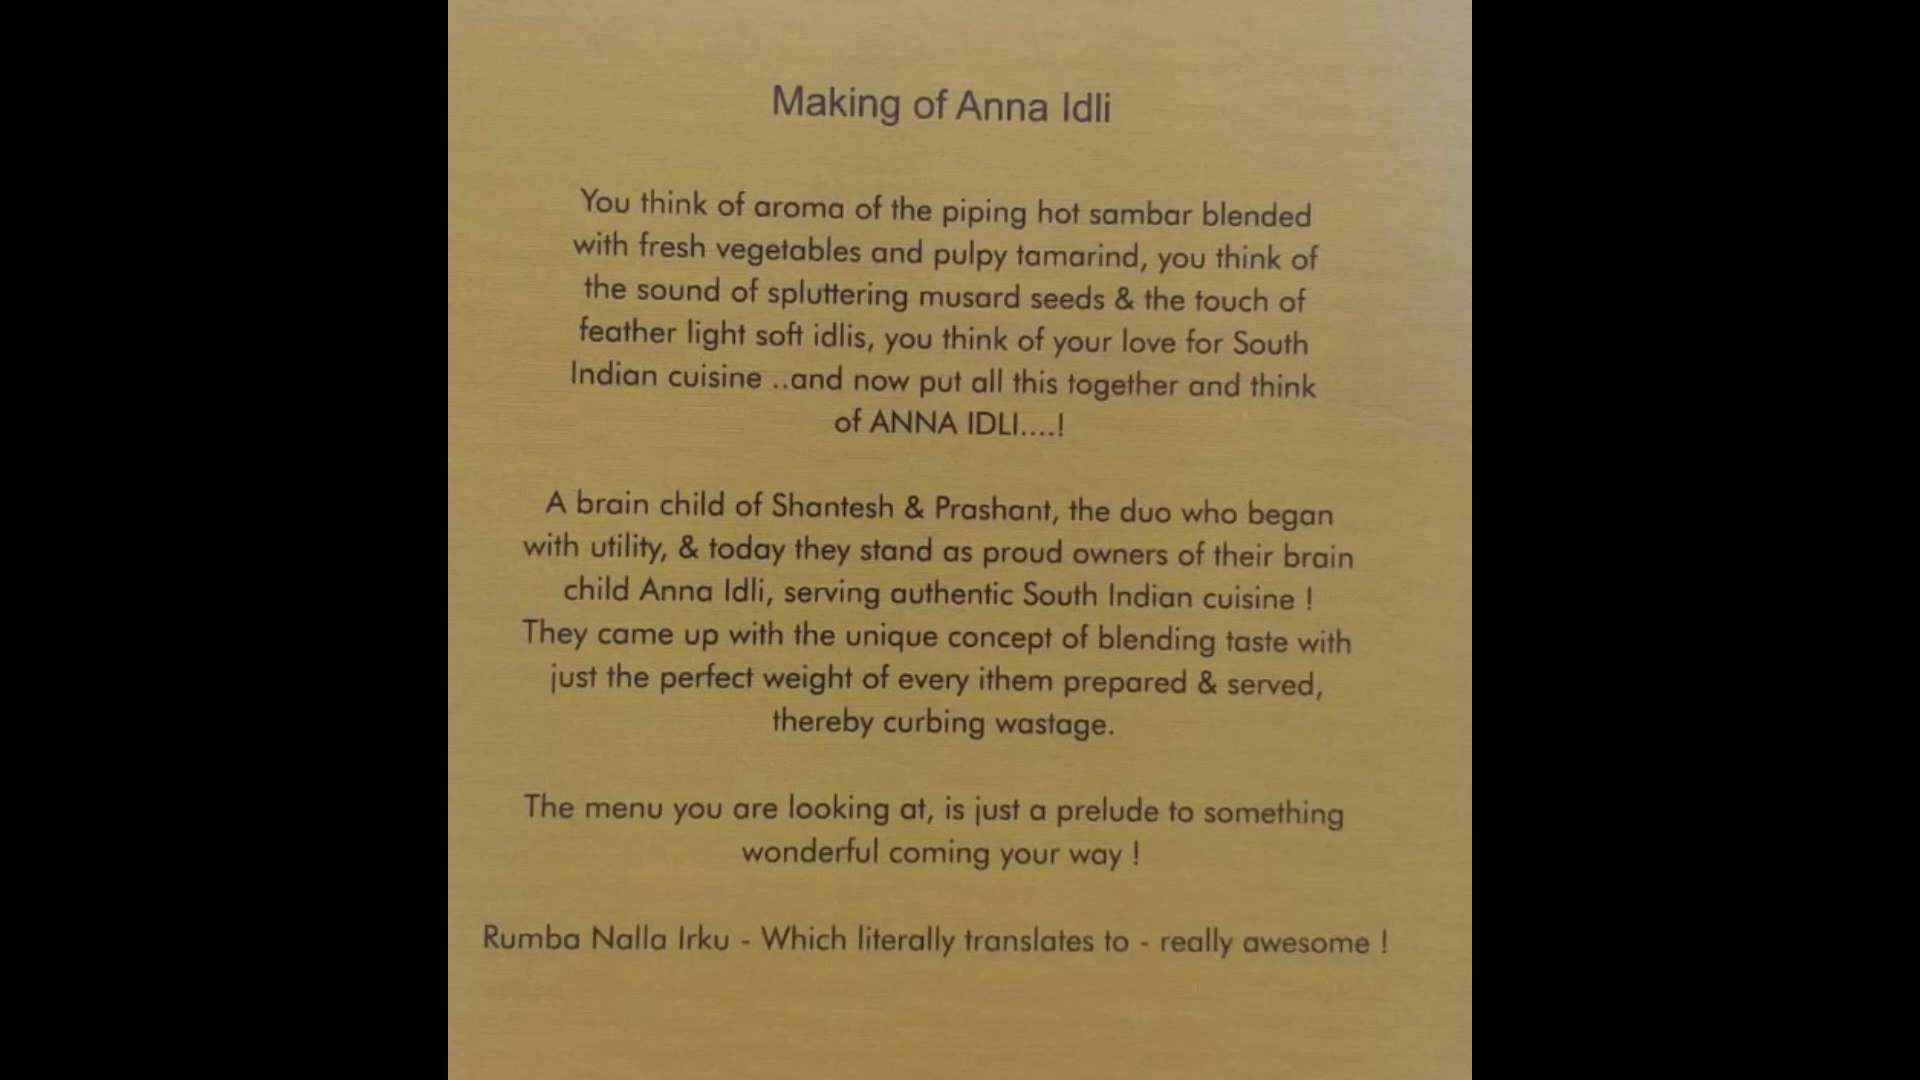 Making of Anna Idli
You think of aroma of the piping hot sambar blended
with fresh vegetables and pulpy tamarind, you think of
the sound of spluttering musard seeds & the touch of
feather light soft idlis, you think of your love for South
Indian cuisine ..and now put all this together and think
of ANNA IDLI....!
A brain child of Shantesh & Prashant, the duo who began
with utility, & today they stand as proud owners of their brain
child Anna Idli, serving authentic South Indian cuisine !
They came up with the unique concept of blending taste with
just the perfect weight of every ithem prepared & served,
thereby curbing wastage.
The menu you are looking at, is just a prelude to something
wonderful coming your way !
Rumba Nalla Irku - Which literally translates to - really awesome !